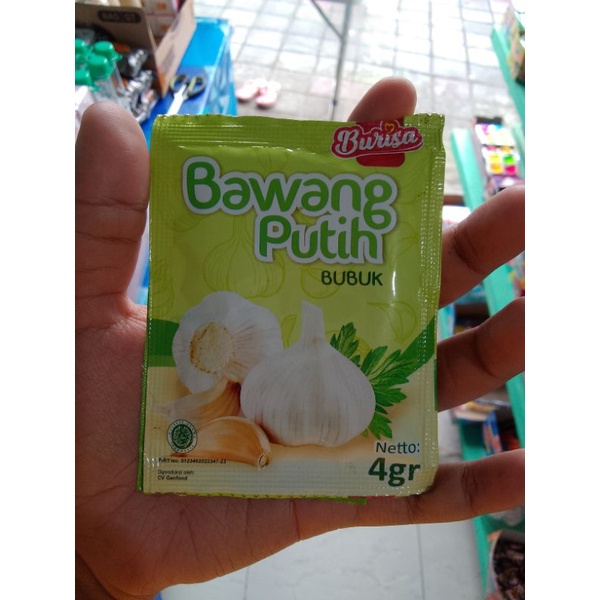 Burisa
Bawang
Putih
BUBUK
Netto:
4gr
Diproduksi oleh:
CV Genfood